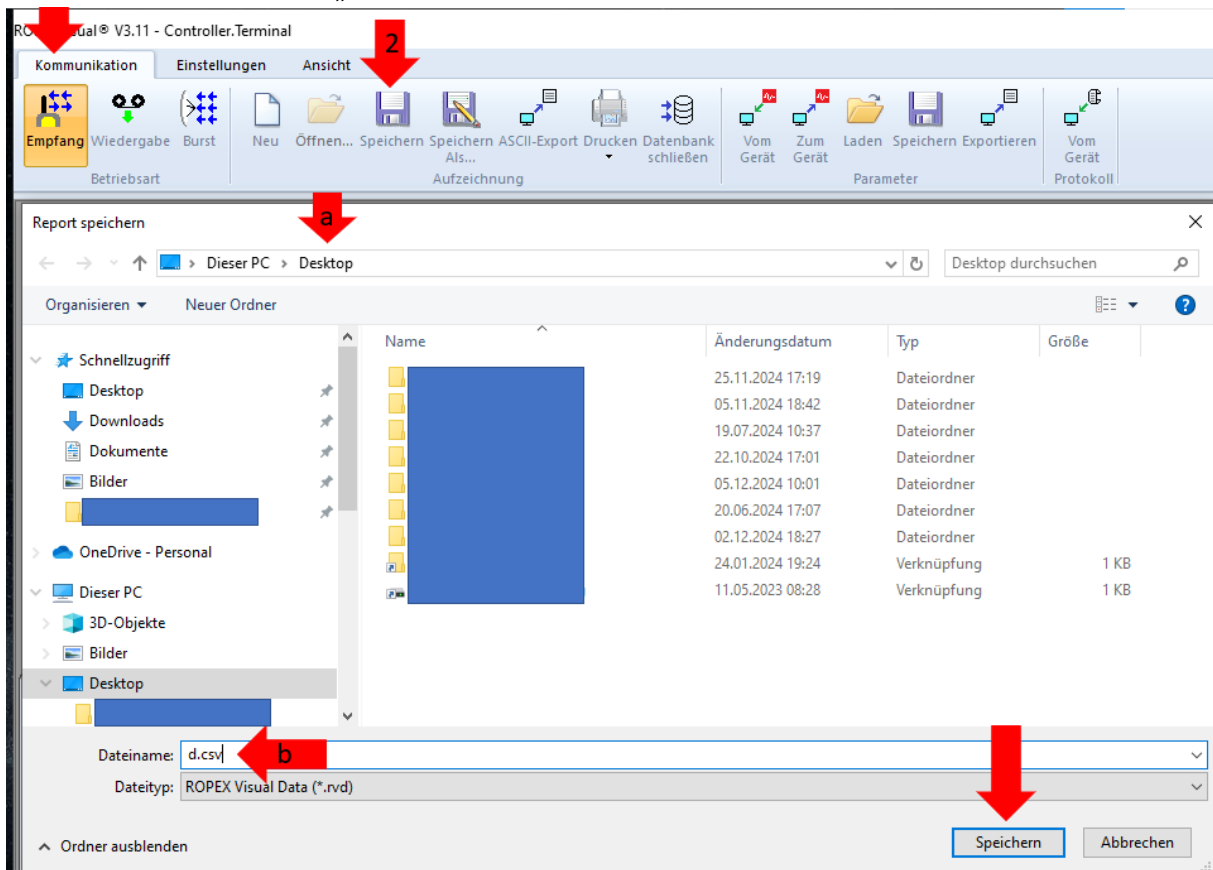 ual® V3.11 - Controller.Terminal
2
Kommunikation Einstellungen Ansicht
Empfang Wiedergabe Burst Neu Öffnen... Speichern Speichern Als... ASCII-Export Drucken Datenbank schließen Vom Gerät Zum Gerät Laden Speichern Exportieren Vom Gerät
Betriebsart Aufzeichnung Parameter Protokoll
a
Report speichern
Dieser PC > Desktop Desktop durchsuchen
Organisieren Neuer Ordner
Name Änderungsdatum Typ Größe
Schnellzugriff
Desktop
Downloads
Dokumente
Bilder
OneDrive - Personal
Dieser PC
3D-Objekte
Bilder
Desktop
25.11.2024 17:19 Dateiordner
05.11.2024 18:42 Dateiordner
19.07.2024 10:37 Dateiordner
22.10.2024 17:01 Dateiordner
05.12.2024 10:01 Dateiordner
20.06.2024 17:07 Dateiordner
02.12.2024 18:27 Dateiordner
24.01.2024 19:24 Verknüpfung 1 KB
11.05.2023 08:28 Verknüpfung 1 KB
Dateiname: d.csv b
Dateityp: ROPEX Visual Data (*.rvd)
Ordner ausblenden Speichern Abbrechen